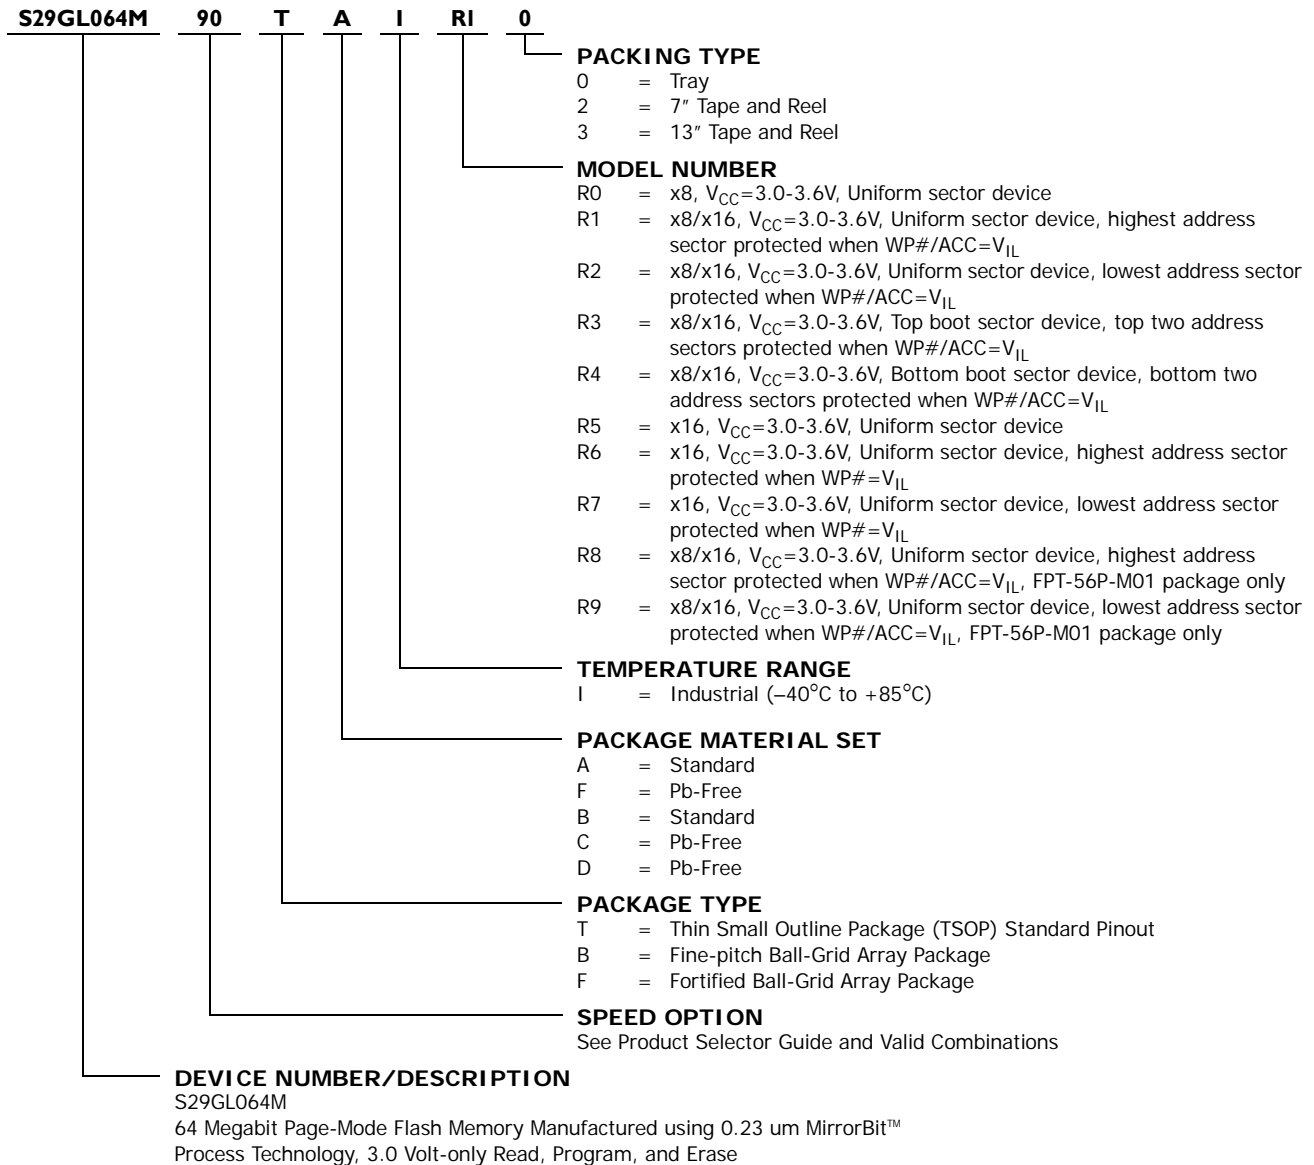 S29GL064M 90 T A I R1 0
PACKING TYPE
0 = Tray
2 = 7″ Tape and Reel
3 = 13″ Tape and Reel
MODEL NUMBER
R0 = x8, VCC=3.0-3.6V, Uniform sector device
R1 = x8/x16, VCC=3.0-3.6V, Uniform sector device, highest address
sector protected when WP#/ACC=VIL
R2 = x8/x16, VCC=3.0-3.6V, Uniform sector device, lowest address sector
protected when WP#/ACC=VIL
R3 = x8/x16, VCC=3.0-3.6V, Top boot sector device, top two address
sectors protected when WP#/ACC=VIL
R4 = x8/x16, VCC=3.0-3.6V, Bottom boot sector device, bottom two
address sectors protected when WP#/ACC=VIL
R5 = x16, VCC=3.0-3.6V, Uniform sector device
R6 = x16, VCC=3.0-3.6V, Uniform sector device, highest address sector
protected when WP#=VIL
R7 = x16, VCC=3.0-3.6V, Uniform sector device, lowest address sector
protected when WP#=VIL
R8 = x8/x16, VCC=3.0-3.6V, Uniform sector device, highest address
sector protected when WP#/ACC=VIL, FPT-56P-M01 package only
R9 = x8/x16, VCC=3.0-3.6V, Uniform sector device, lowest address sector
protected when WP#/ACC=VIL, FPT-56P-M01 package only
TEMPERATURE RANGE
I = Industrial (–40°C to +85°C)
PACKAGE MATERIAL SET
A = Standard
F = Pb-Free
B = Standard
C = Pb-Free
D = Pb-Free
PACKAGE TYPE
T = Thin Small Outline Package (TSOP) Standard Pinout
B = Fine-pitch Ball-Grid Array Package
F = Fortified Ball-Grid Array Package
SPEED OPTION
See Product Selector Guide and Valid Combinations
DEVICE NUMBER/DESCRIPTION
S29GL064M
64 Megabit Page-Mode Flash Memory Manufactured using 0.23 um MirrorBit™
Process Technology, 3.0 Volt-only Read, Program, and Erase